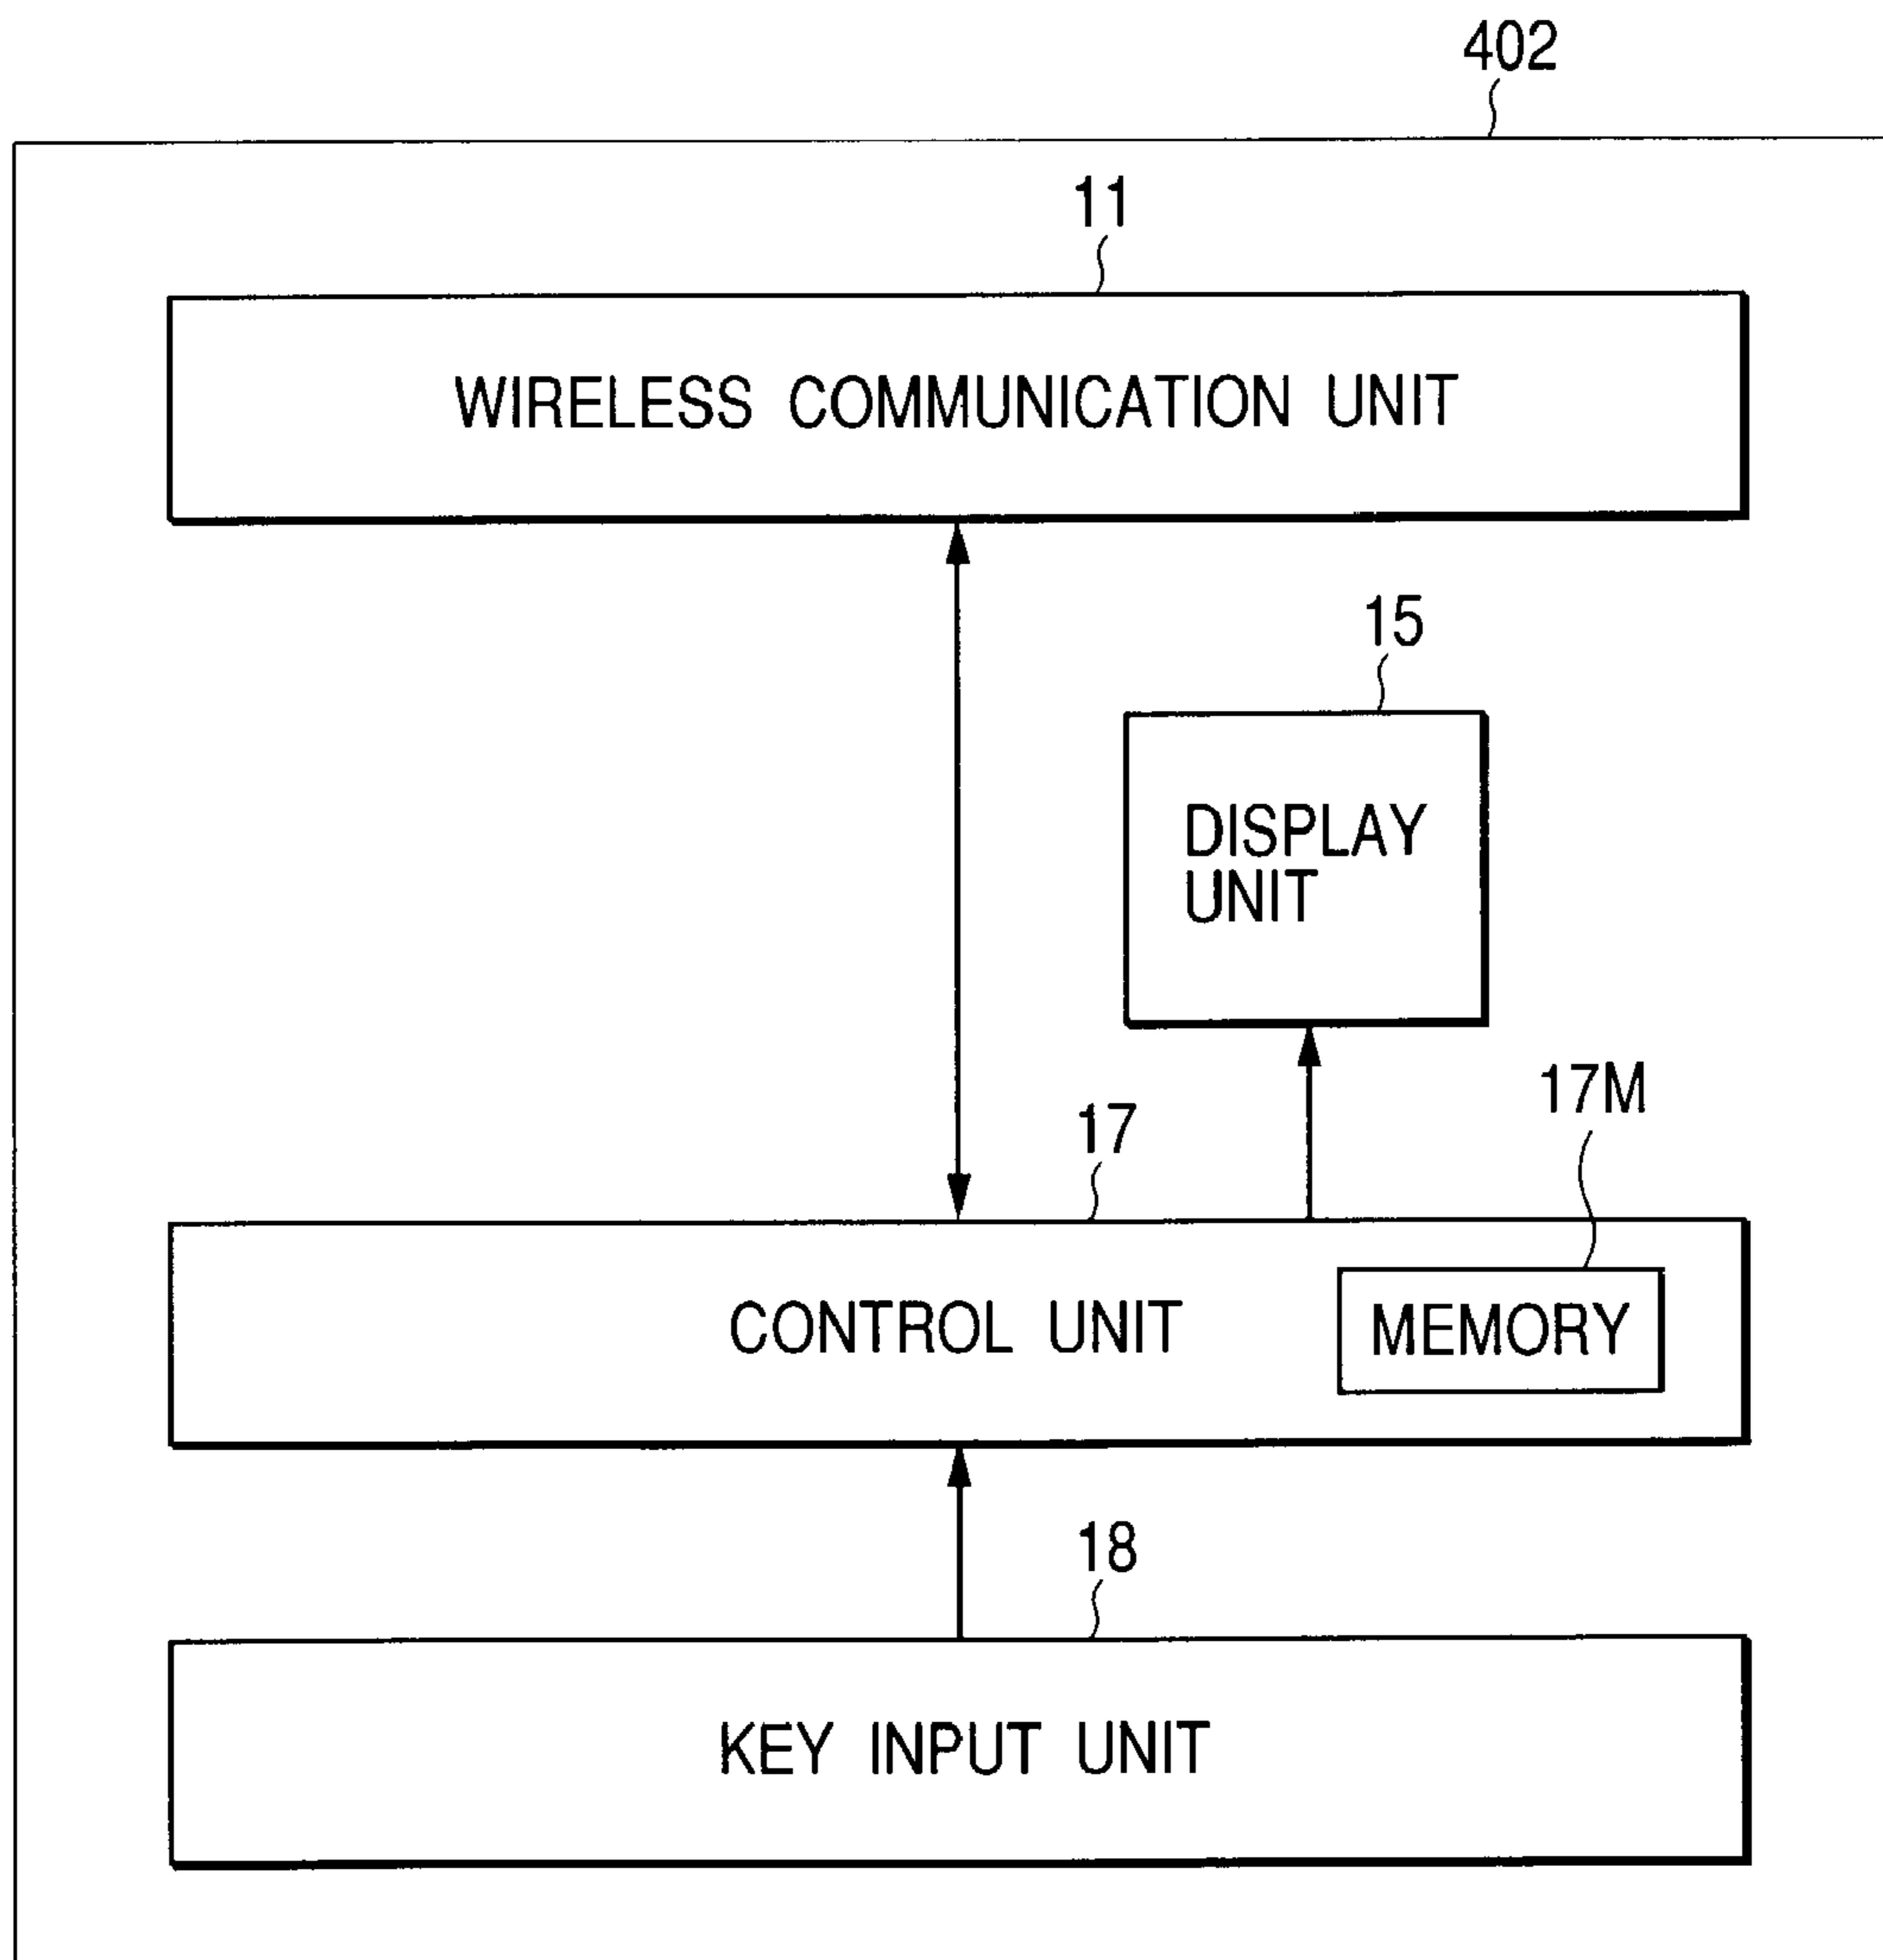 402
11
WIRELESS COMMUNICATION UNIT
15
DISPLAY
UNIT
17M
17
CONTROL UNIT
MEMORY
18
KEY INPUT UNIT